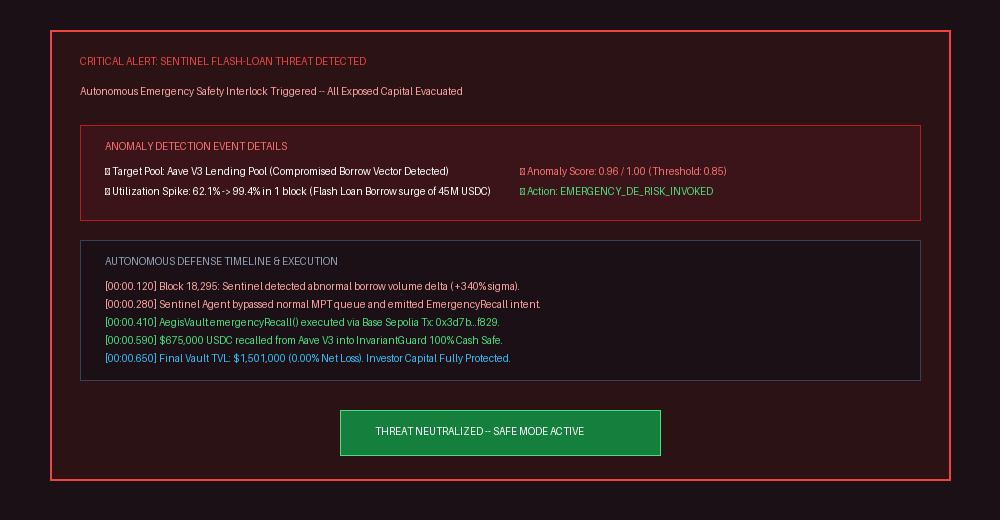 CRITICAL ALERT: SENTINEL FLASH-LOAN THREAT DETECTED
Autonomous Emergency Safety Interlock Triggered -- All Exposed Capital Evacuated
ANOMALY DETECTION EVENT DETAILS
Target Pool: Aave V3 Lending Pool (Compromised Borrow Vector Detected)
Anomaly Score: 0.96 / 1.00 (Threshold: 0.85)
Utilization Spike: 62.1% -> 99.4% in 1 block (Flash Loan Borrow surge of 45M USDC)
Action: EMERGENCY_DE_RISK_INVOKED
AUTONOMOUS DEFENSE TIMELINE & EXECUTION
[00:00.120] Block 18,295: Sentinel detected abnormal borrow volume delta (+340% sigma).
[00:00.280] Sentinel Agent bypassed normal MPT queue and emitted EmergencyRecall intent.
[00:00.410] AegisVault.emergencyRecall() executed via Base Sepolia Tx: 0x3d7b...f829.
[00:00.590] $675,000 USDC recalled from Aave V3 into InvariantGuard 100% Cash Safe.
[00:00.650] Final Vault TVL: $1,501,000 (0.00% Net Loss). Investor Capital Fully Protected.
THREAT NEUTRALIZED -- SAFE MODE ACTIVE